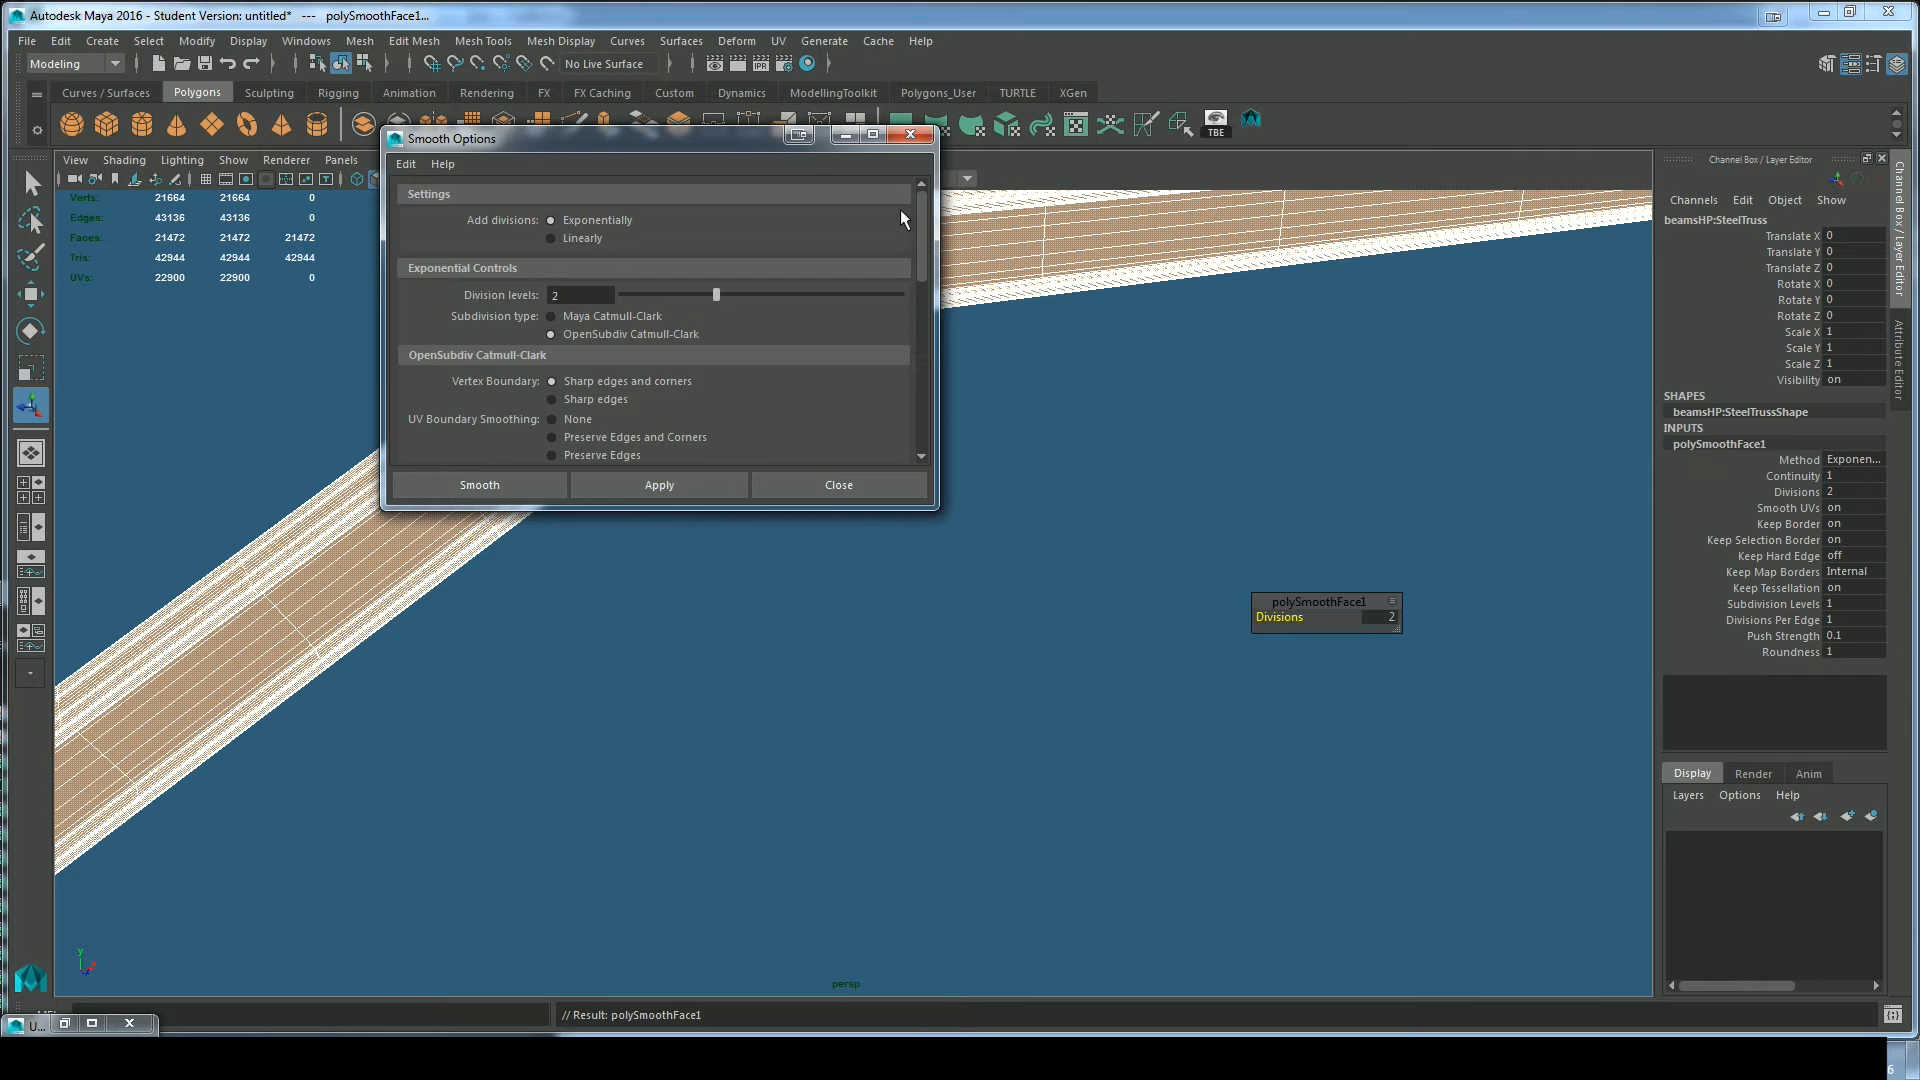 Autodesk Maya 2016 - Student Version: untitled* --- polySmoothFace1...
File Edit Create Select Modify Display Windows Mesh Edit Mesh Mesh Tools Mesh Display Curves Surfaces Deform UV Generate Cache Help
Modeling No Live Surface IPR
Curves / Surfaces Polygons Sculpting Rigging Animation Rendering FX FX Caching Custom Dynamics ModellingToolkit Polygons_User TURTLE XGen
TBE
Smooth Options
Edit Help
Settings
Add divisions: Exponentially
Linearly
Exponential Controls
Division levels: 2
Subdivision type: Maya Catmull-Clark
OpenSubdiv Catmull-Clark
OpenSubdiv Catmull-Clark
Vertex Boundary: Sharp edges and corners
Sharp edges
UV Boundary Smoothing: None
Preserve Edges and Corners
Preserve Edges
Smooth Apply Close
View Shading Lighting Show Renderer Panels
Verts: 21664 21664 0
Edges: 43136 43136 0
Faces: 21472 21472 21472
Tris: 42944 42944 42944
UVs: 22900 22900 0
polySmoothFace1
Divisions 2
y
persp
Channel Box / Layer Editor
Channels Edit Object Show
beamsHP:SteelTruss
Translate X 0
Translate Y 0
Translate Z 0
Rotate X 0
Rotate Y 0
Rotate Z 0
Scale X 1
Scale Y 1
Scale Z 1
Visibility on
SHAPES
beamsHP:SteelTrussShape
INPUTS
polySmoothFace1
Method Exponen...
Continuity 1
Divisions 2
Smooth UVs on
Keep Border on
Keep Selection Border on
Keep Hard Edge off
Keep Map Borders Internal
Keep Tessellation on
Subdivision Levels 1
Divisions Per Edge 1
Push Strength 0.1
Roundness 1
Display Render Anim
Layers Options Help
Channel Box / Layer Editor
Attribute Editor
// Result: polySmoothFace1
U...
6